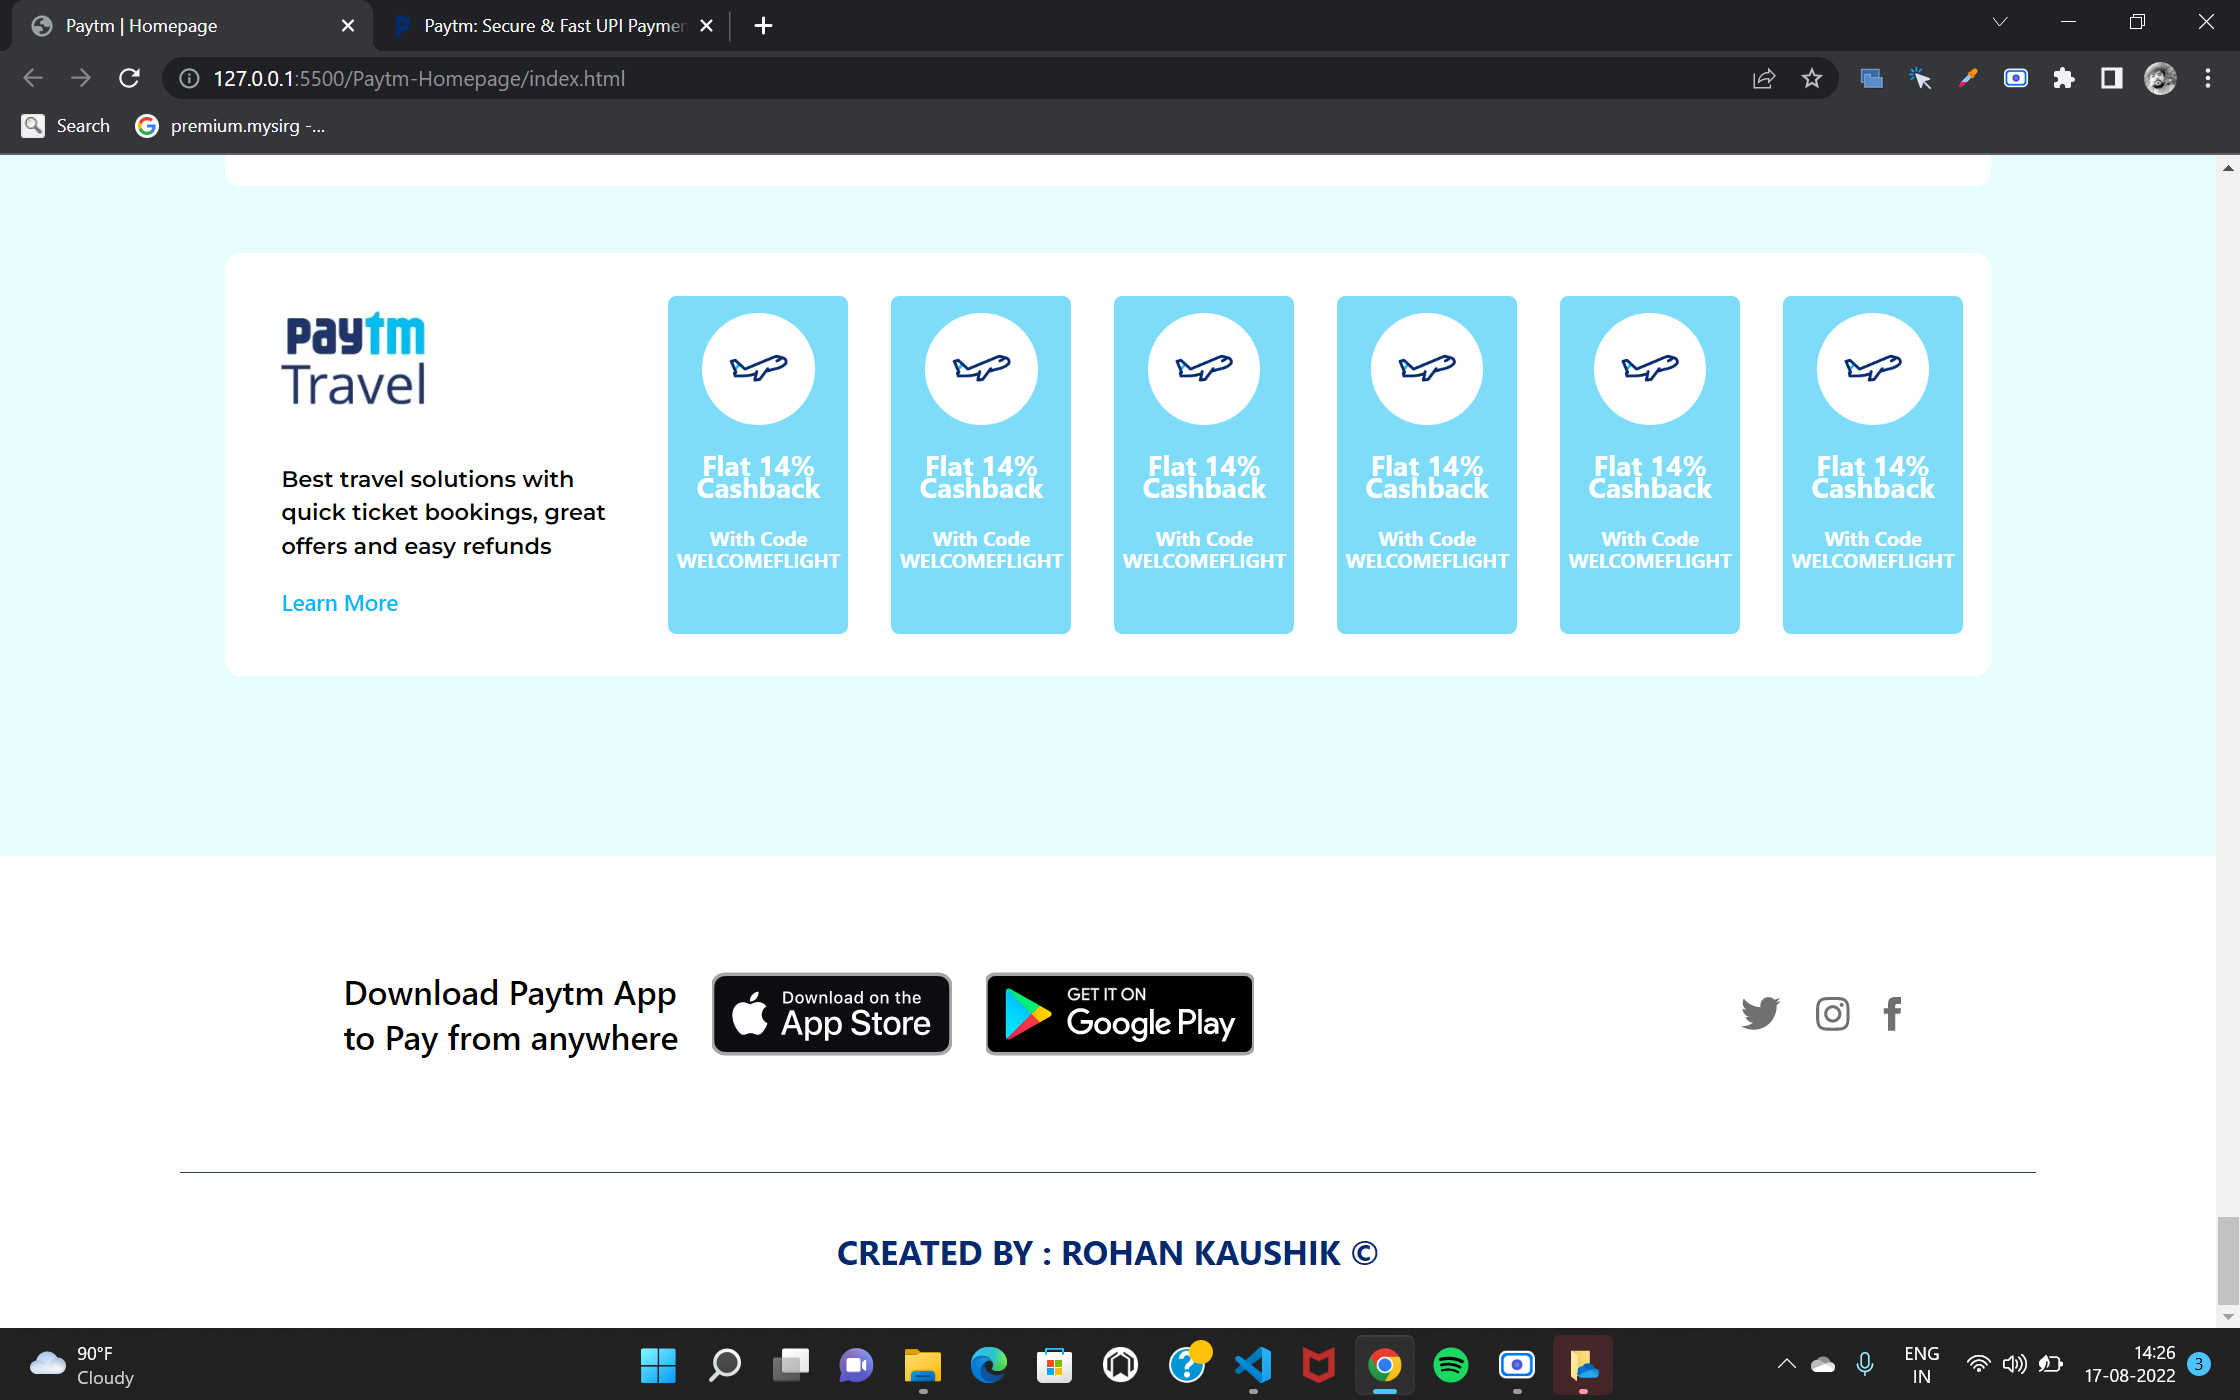 Paytm | Homepage
Paytm: Secure & Fast UPI Paymen
127.0.0.1:5500/Paytm-Homepage/index.html
Search
premium.mysirg -...
paytm
Travel
Best travel solutions with
quick ticket bookings, great
offers and easy refunds
Learn More
Flat 14%
Cashback
With Code
WELCOMEFLIGHT
Flat 14%
Cashback
With Code
WELCOMEFLIGHT
Flat 14%
Cashback
With Code
WELCOMEFLIGHT
Flat 14%
Cashback
With Code
WELCOMEFLIGHT
Flat 14%
Cashback
With Code
WELCOMEFLIGHT
Flat 14%
Cashback
With Code
WELCOMEFLIGHT
Download Paytm App
to Pay from anywhere
Download on the
App Store
GET IT ON
Google Play
CREATED BY : ROHAN KAUSHIK ©
90°F
Cloudy
ENG
IN
14:26
17-08-2022
3